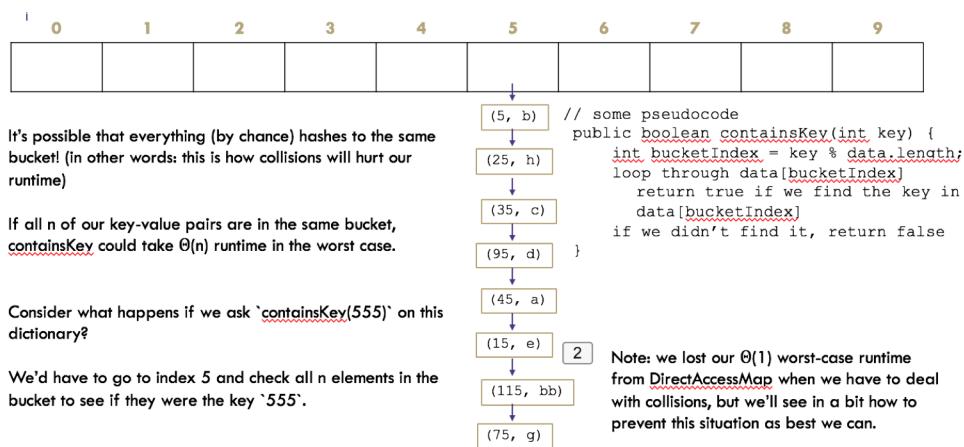 i
0 1 2 3 4 5 6 7 8 9
It's possible that everything (by chance) hashes to the same
bucket! (in other words: this is how collisions will hurt our
runtime)
If all n of our key-value pairs are in the same bucket,
containsKey could take Θ(n) runtime in the worst case.
Consider what happens if we ask `containsKey(555)` on this
dictionary?
We'd have to go to index 5 and check all n elements in the
bucket to see if they were the key `555`.
(5, b)
(25, h)
(35, c)
(95, d)
(45, a)
(15, e)
(115, bb)
(75, g)
// some pseudocode
public boolean containsKey(int key) {
int bucketIndex = key % data.length;
loop through data[bucketIndex]
return true if we find the key in
data[bucketIndex]
if we didn't find it, return false
}
2
Note: we lost our Θ(1) worst-case runtime
from DirectAccessMap when we have to deal
with collisions, but we'll see in a bit how to
prevent this situation as best we can.